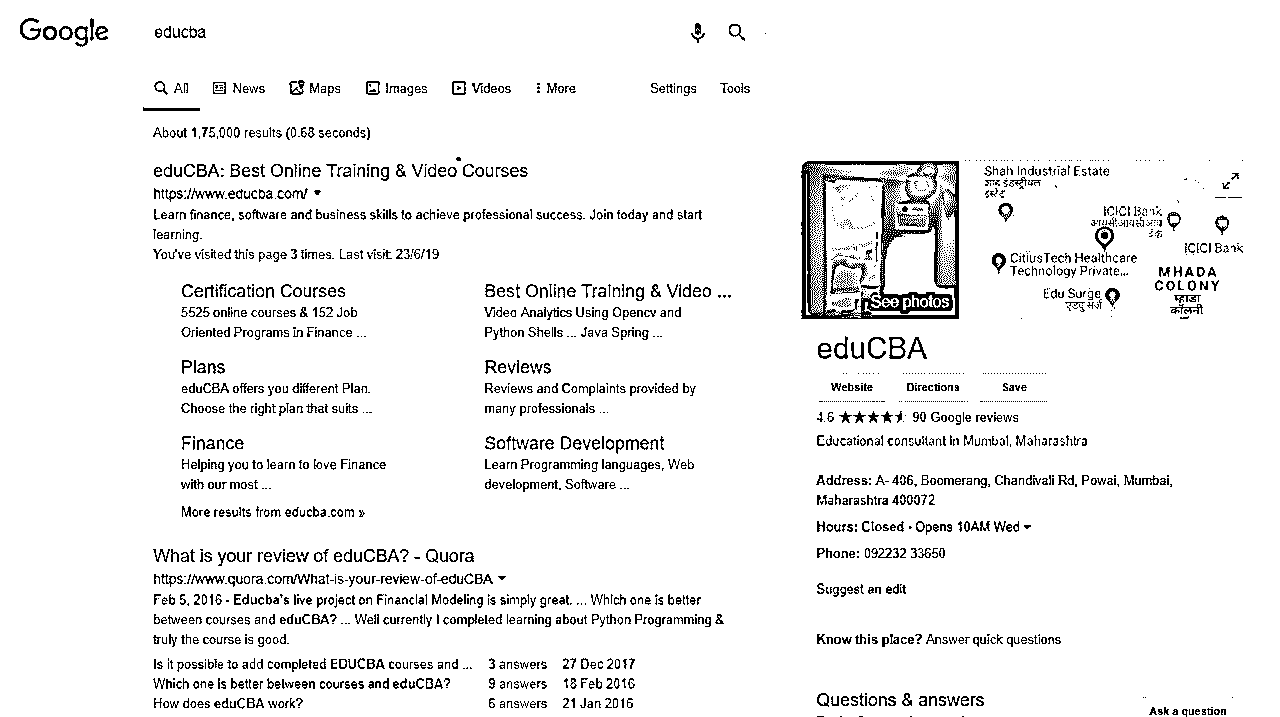 Google
educba
All News Maps Images Videos More Settings Tools
About 1,75,000 results (0.68 seconds)
eduCBA: Best Online Training & Video Courses
https://www.educba.com/
Learn finance, software and business skills to achieve professional success. Join today and start
learning.
You've visited this page 3 times. Last visit: 23/6/19
Certification Courses
5525 online courses & 152 Job
Oriented Programs in Finance ...
Best Online Training & Video ...
Video Analytics Using Opencv and
Python Shells ... Java Spring ...
Plans
eduCBA offers you different Plan.
Choose the right plan that suits ...
Reviews
Reviews and Complaints provided by
many professionals ...
Finance
Helping you to learn to love Finance
with our most ...
Software Development
Learn Programming languages, Web
development, Software ...
More results from educba.com »
What is your review of eduCBA? - Quora
https://www.quora.com/What-is-your-review-of-eduCBA
Feb 5, 2016 - Educba's live project on Financial Modeling is simply great. ... Which one is better
between courses and eduCBA? ... Well currently I completed learning about Python Programming &
truly the course is good.
Is it possible to add completed EDUCBA courses and ... 3 answers 27 Dec 2017
Which one is better between courses and eduCBA? 9 answers 18 Feb 2016
How does eduCBA work? 6 answers 21 Jan 2016
See photos
Shah Industrial Estate
ICICI Bank
ICICI Bank
CitiusTech Healthcare
Technology Private...
MHADA
COLONY
म्हाडा
कॉलनी
Edu Surge
एडु सर्ज
eduCBA
Website Directions Save
4.6 ★★★★★ 90 Google reviews
Educational consultant in Mumbai, Maharashtra
Address: A- 406, Boomerang, Chandivali Rd, Powai, Mumbai,
Maharashtra 400072
Hours: Closed · Opens 10AM Wed
Phone: 092232 33650
Suggest an edit
Know this place? Answer quick questions
Questions & answers
Ask a question